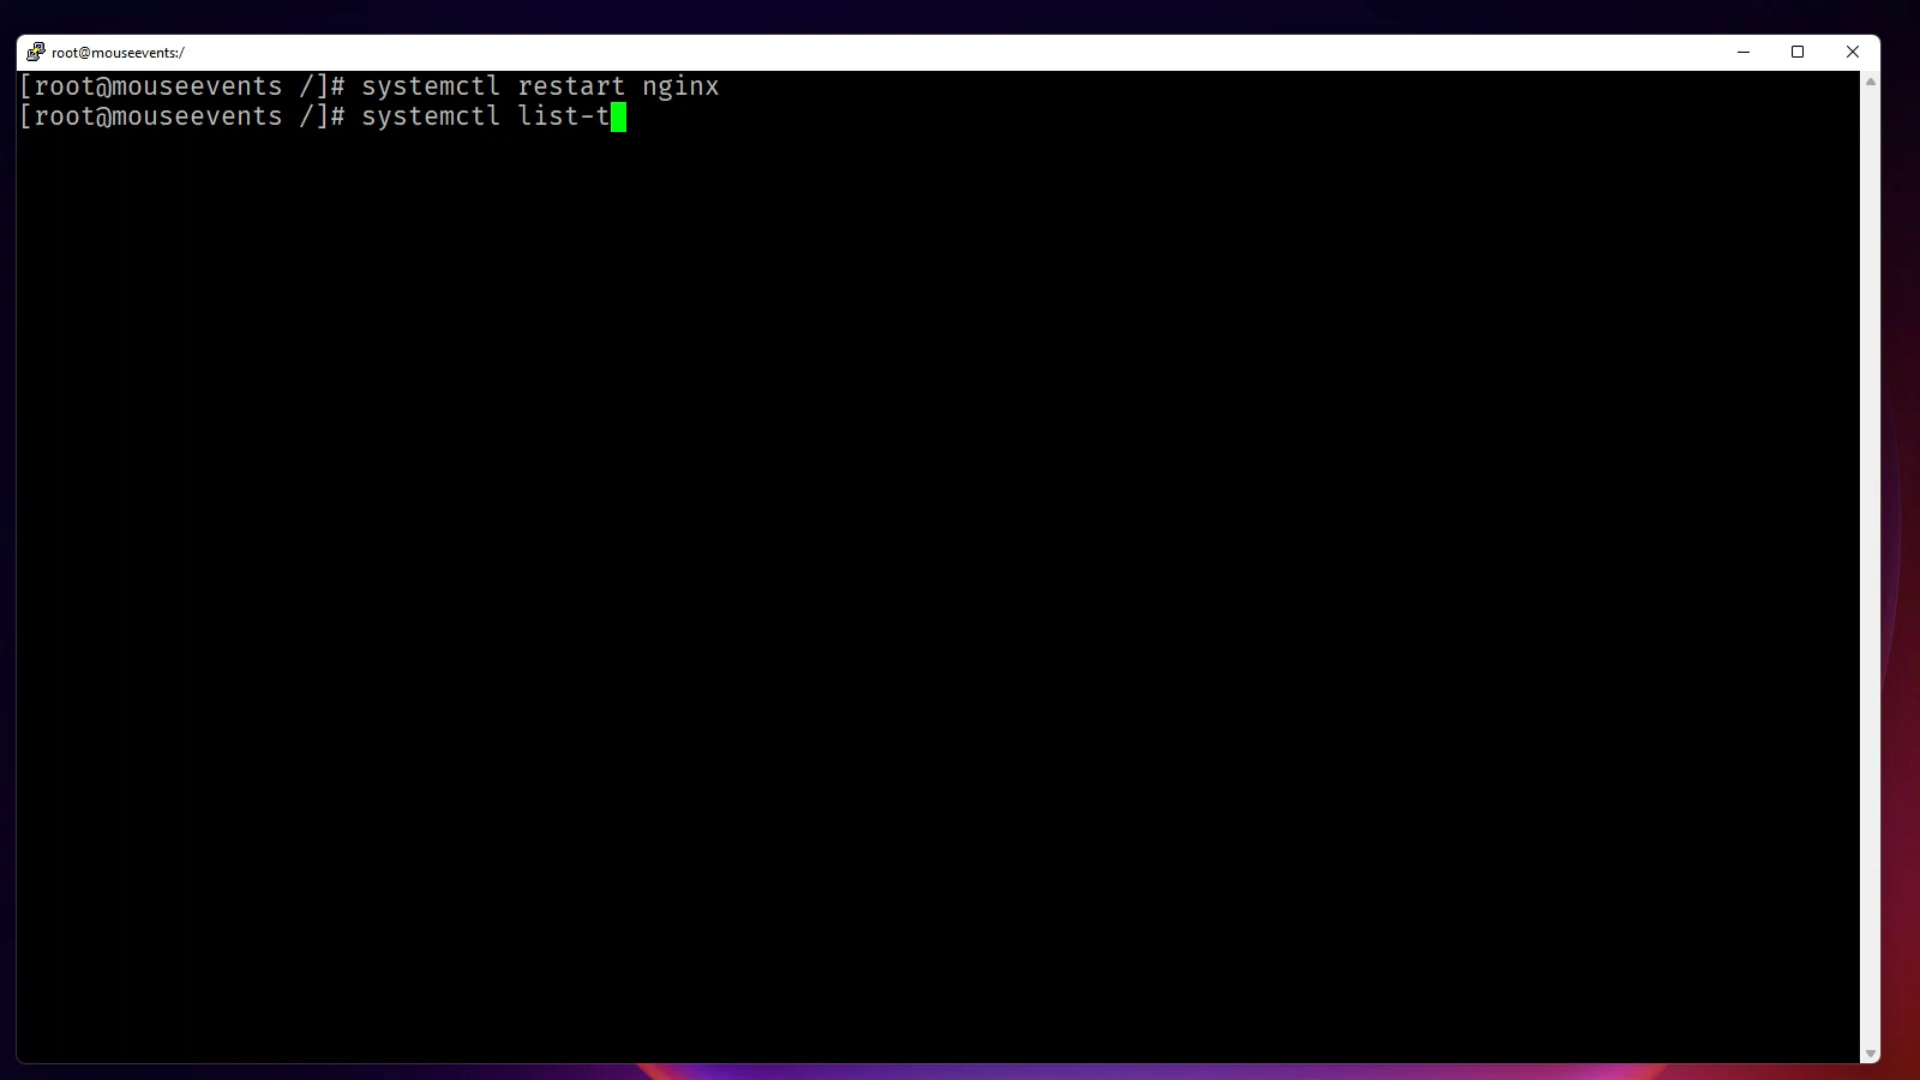 root@mouseevents:/
[root@mouseevents /]# systemctl restart nginx
[root@mouseevents /]# systemctl list-t